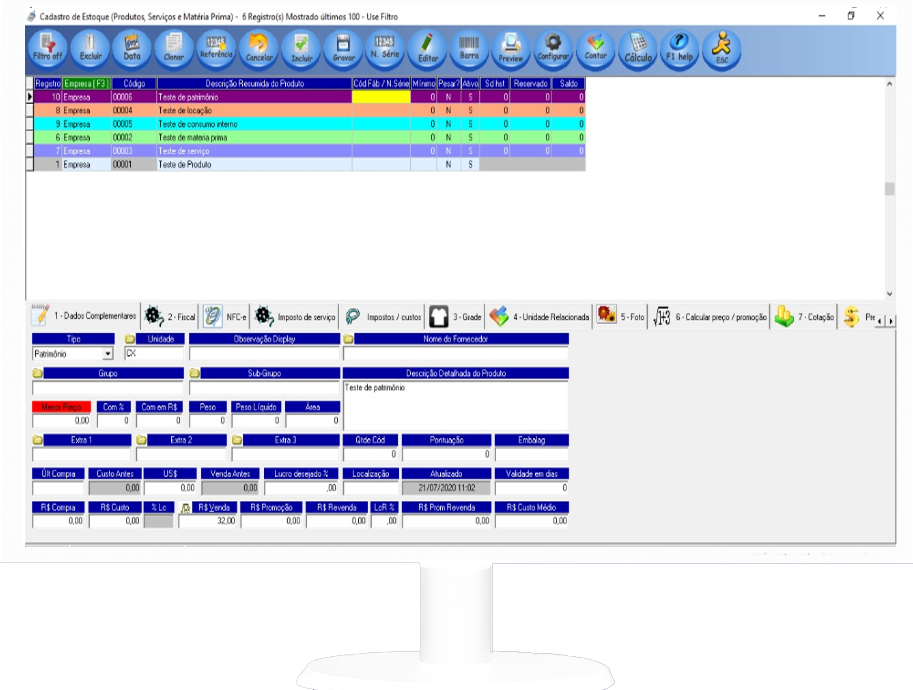 Cadastro de Estoque (Produtos, Serviços e Matéria Prima) - 6 Registro(s) Mostrado últimos 100 - Use Filtro
Filtro off Excluir Data Clonar Referência Cancelar Incluir Gravar N. Série Editar Barra Preview Configurar Contar Cálculo F1 help ESC
Registro Empresa [ F3 ] Código Descrição Resumida do Produto Cód Fáb / N.Série Mínimo Pesar? Ativo Sd hst Reservado Saldo
10 Empresa 00006 Teste de patrimônio 0 N S 0 0 0
8 Empresa 00004 Teste de locação 0 N S 0 0 0
9 Empresa 00005 Teste de consumo interno 0 N S 0 0 0
6 Empresa 00002 Teste de materia prima 0 N S 0 0 0
7 Empresa 00003 Teste de serviço 0 N S 0 0 0
1 Empresa 00001 Teste de Produto N S
1 - Dados Complementares 2 - Fiscal NFC-e Imposto de serviço Impostos / custos 3 - Grade 4 - Unidade Relacionada 5 - Foto 6 - Calcular preço / promoção 7 - Cotação
Tipo Unidade Observação Display Nome do Fornecedor
Patrimônio CX
Grupo Sub-Grupo Descrição Detalhada do Produto
Teste de patrimônio
Menor Preço Com % Com em R$ Peso Peso Líquido Área
0,00 0 0 0 0 0
Extra 1 Extra 2 Extra 3 Qtde Cód Pontuação Embalag
0 0
Últ Compra Custo Antes US$ Venda Antes Lucro desejado % Localização Atualizado Validade em dias
0,00 0,00 0,00 ,00 21/07/2020 11:02 0
R$ Compra R$ Custo % Lc R$ Venda R$ Promoção R$ Revenda LcR % R$ Prom Revenda R$ Custo Médio
0,00 0,00 32,00 0,00 0,00 ,00 0,00 0,00